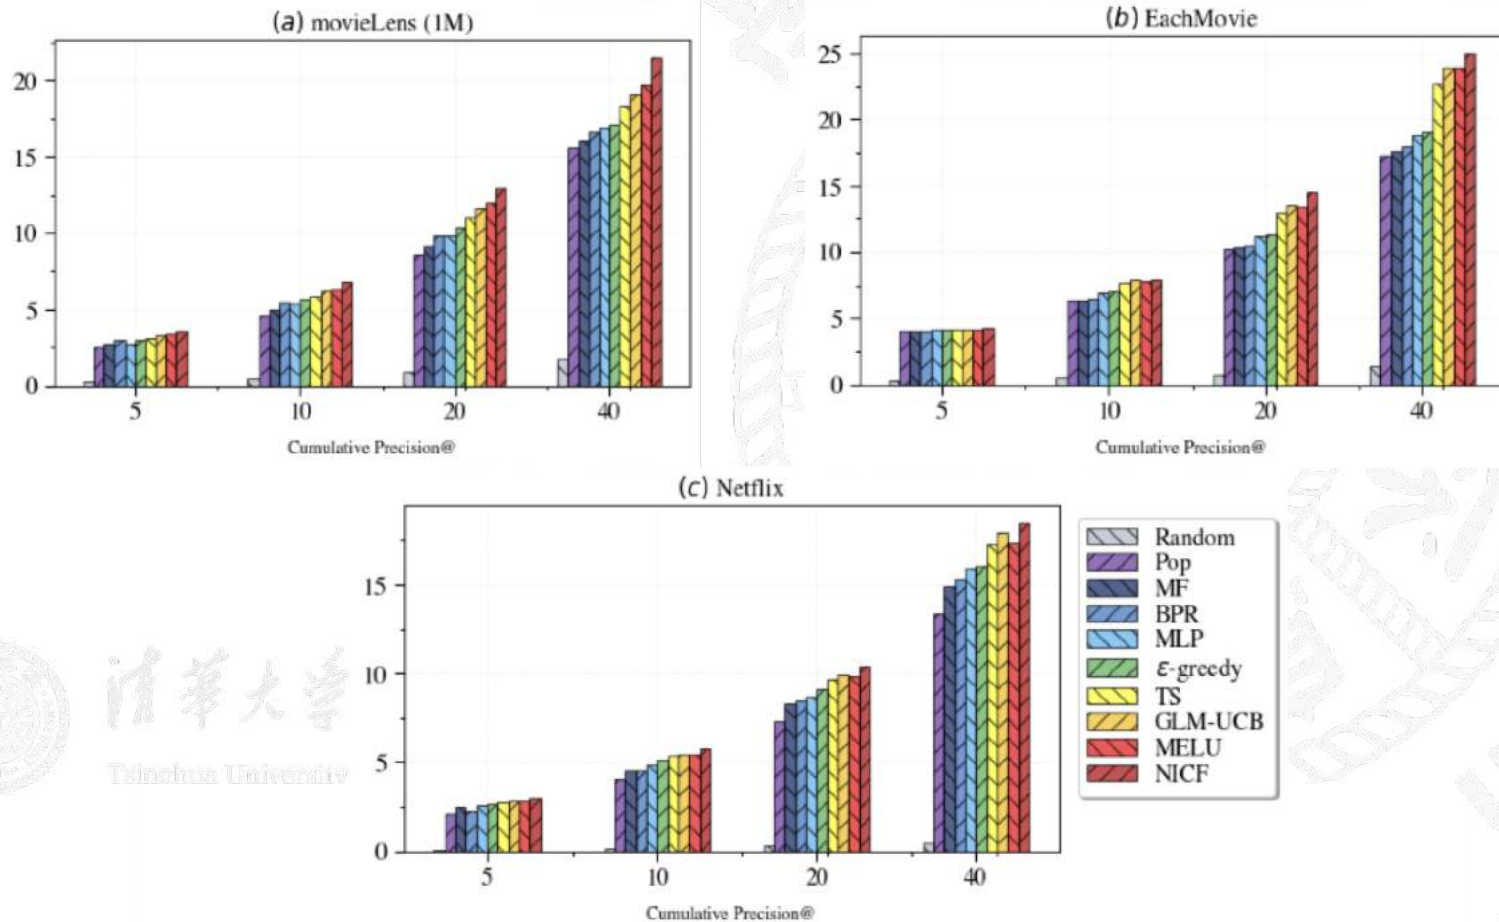 (a) movieLens (1M)
20
15
10
5
0
5 10 20 40
Cumulative Precision@
(b) EachMovie
25
20
15
10
5
0
5 10 20 40
Cumulative Precision@
(c) Netflix
15
10
5
0
5 10 20 40
Cumulative Precision@
Random
Pop
MF
BPR
MLP
ε-greedy
TS
GLM-UCB
MELU
NICF
清華大学
Tsinghua University